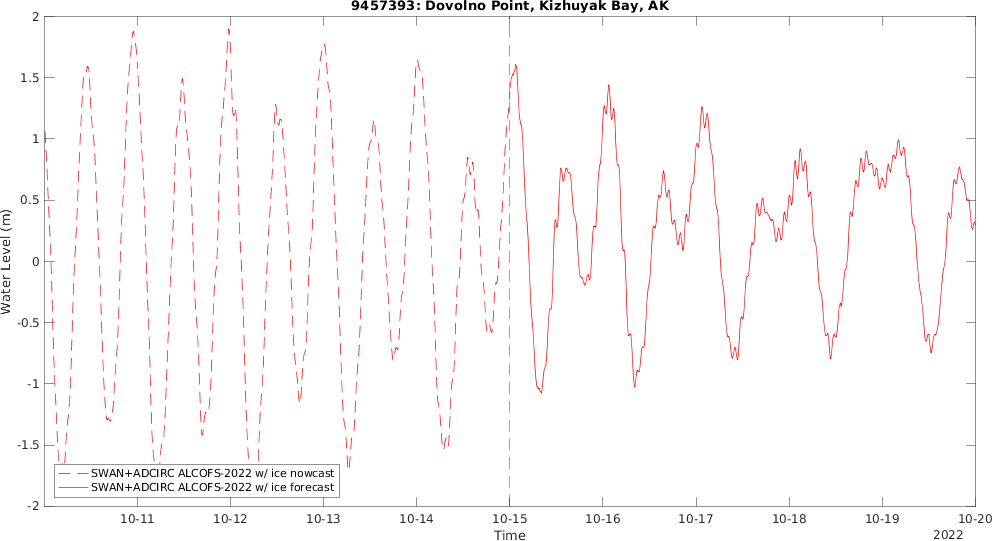 9457393: Dovolno Point, Kizhuyak Bay, AK
Water Level (m)
2
1.5
1
0.5
0
-0.5
-1
-1.5
-2
SWAN+ADCIRC ALCOFS-2022 w/ ice nowcast
SWAN+ADCIRC ALCOFS-2022 w/ ice forecast
10-11 10-12 10-13 10-14 10-15 10-16 10-17 10-18 10-19 10-20
Time
2022